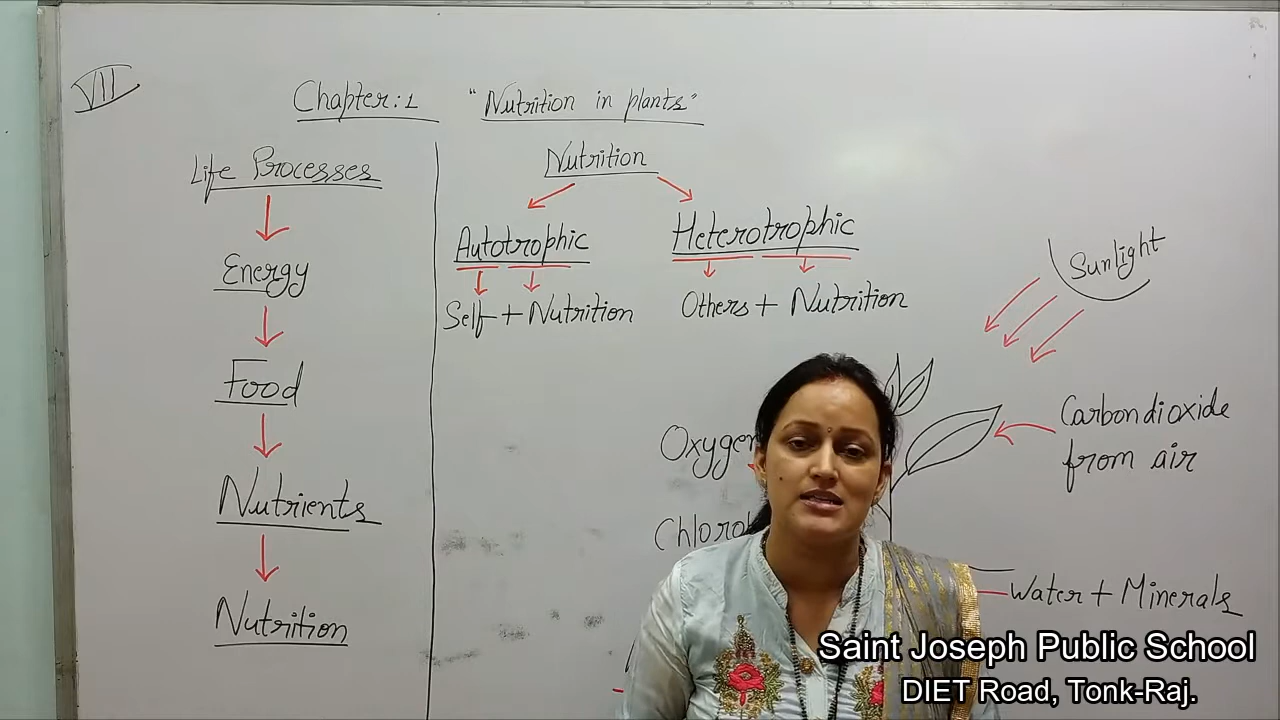 VII
Chapter:1 "Nutrition in plants"
Life Processes
Energy
Food
Nutrients
Nutrition
Nutrition
Autotrophic
Heterotrophic
Self + Nutrition
Others + Nutrition
Sunlight
Oxygen
Carbondioxide
from air
Water + Minerals
Saint Joseph Public School
DIET Road, Tonk-Raj.